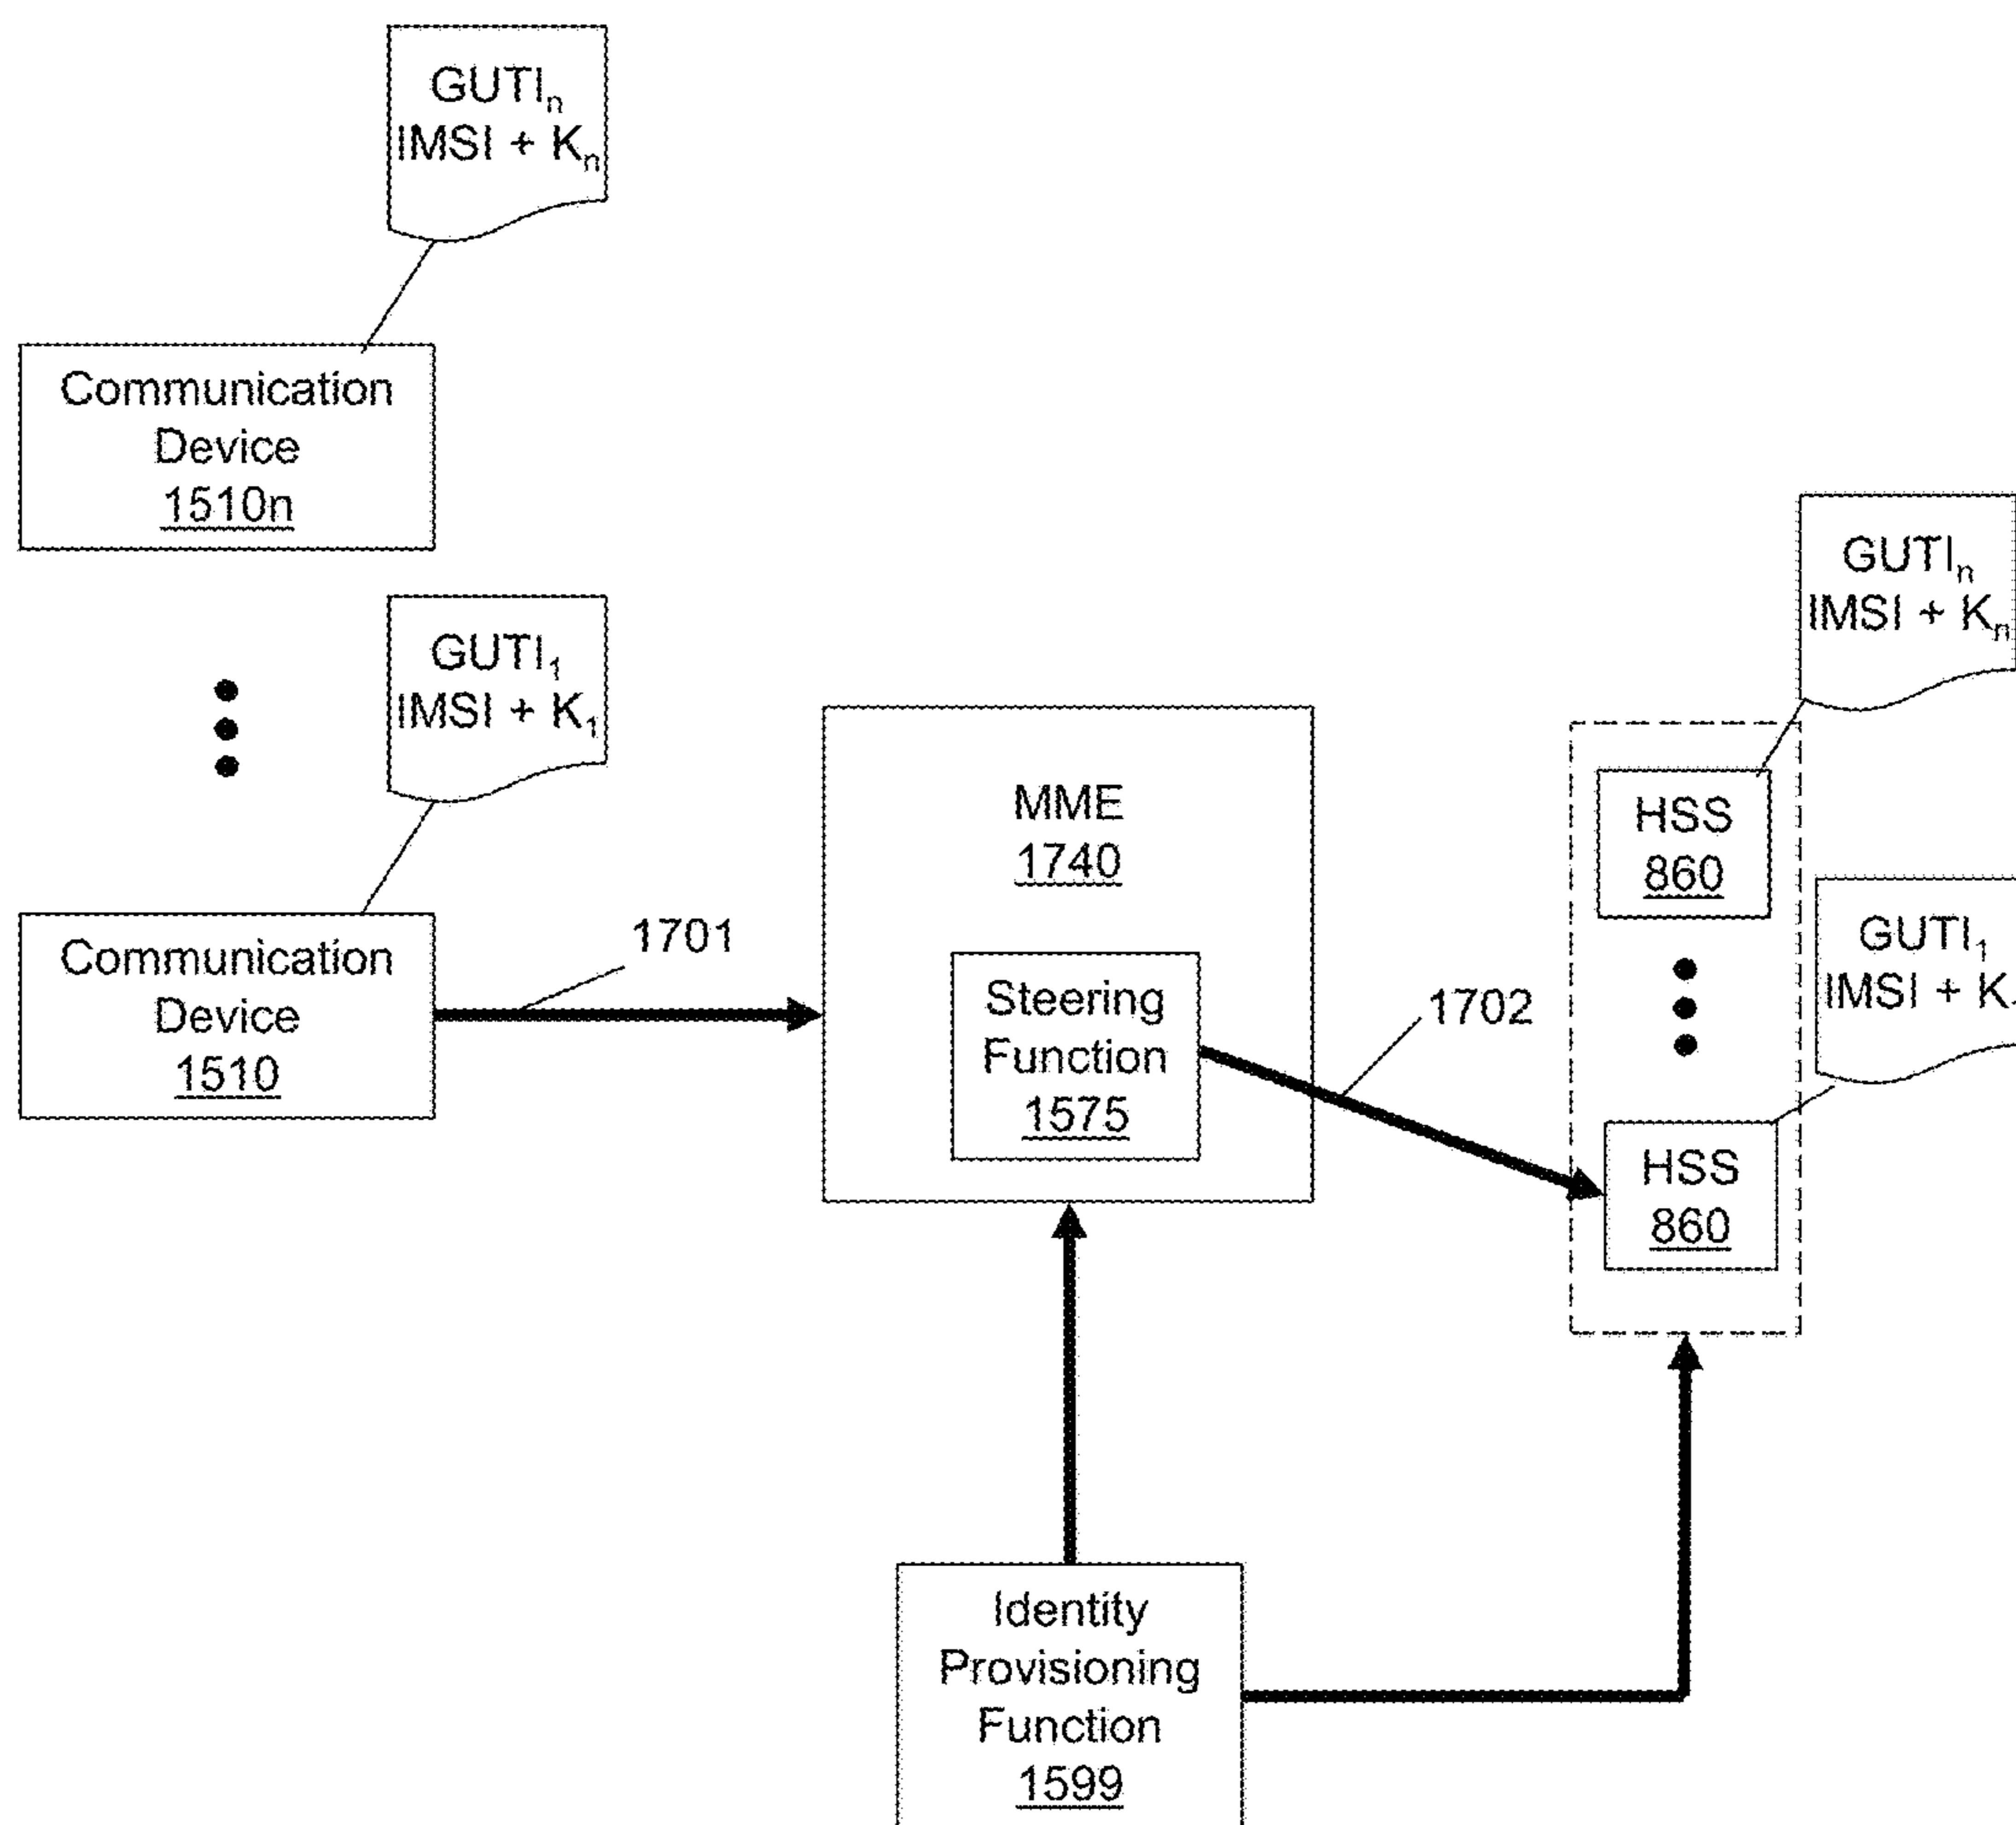 GUTIn
IMSI + Kn
Communication
Device
1510n
GUTI1
IMSI + K1
Communication
Device
1510
1701
MME
1740
Steering
Function
1575
1702
GUTIn
IMSI + Kn
HSS
860
GUTI1
IMSI + K
HSS
860
Identity
Provisioning
Function
1599